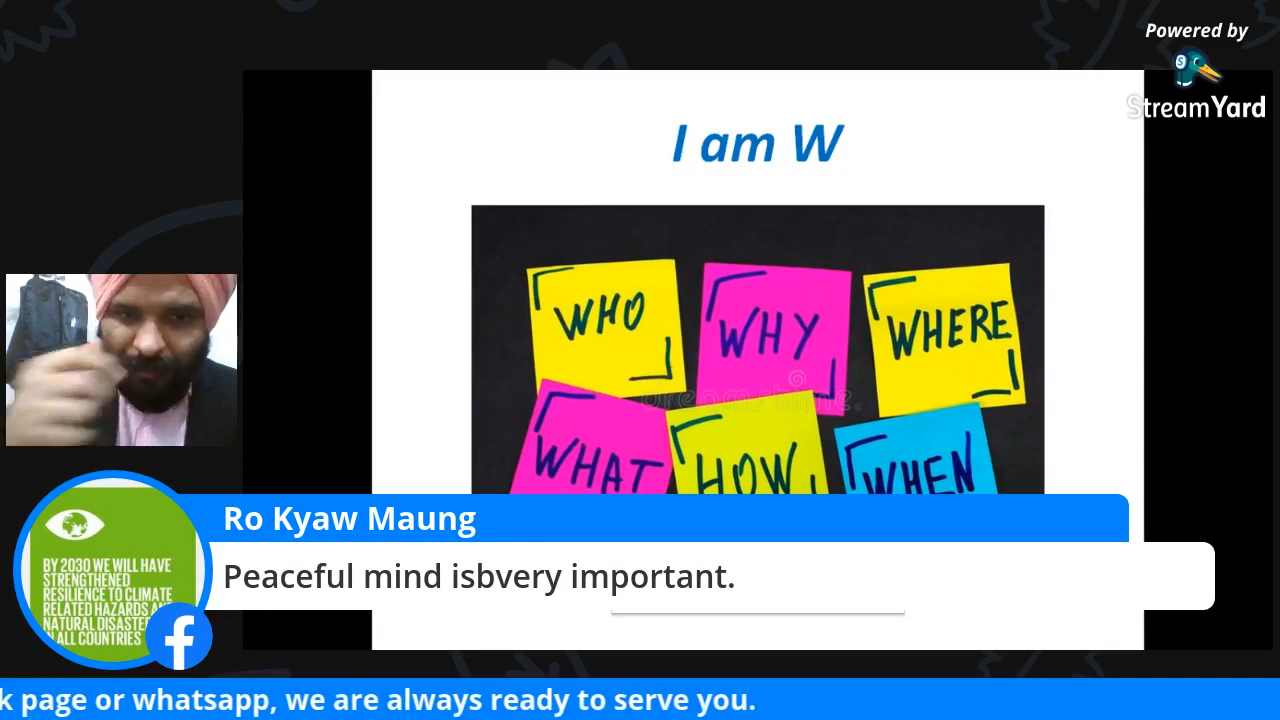 Powered by
StreamYard
I am W
WHO
WHY
WHERE
WHAT
HOW
WHEN
dreamstime.
Ro Kyaw Maung
Peaceful mind isbvery important.
BY 2030 WE WILL HAVE
STRENGTHENED
RESILIENCE TO CLIMATE
RELATED HAZARDS
NATURAL
ALL COUNTRIES
k page or whatsapp, we are always ready to serve you.